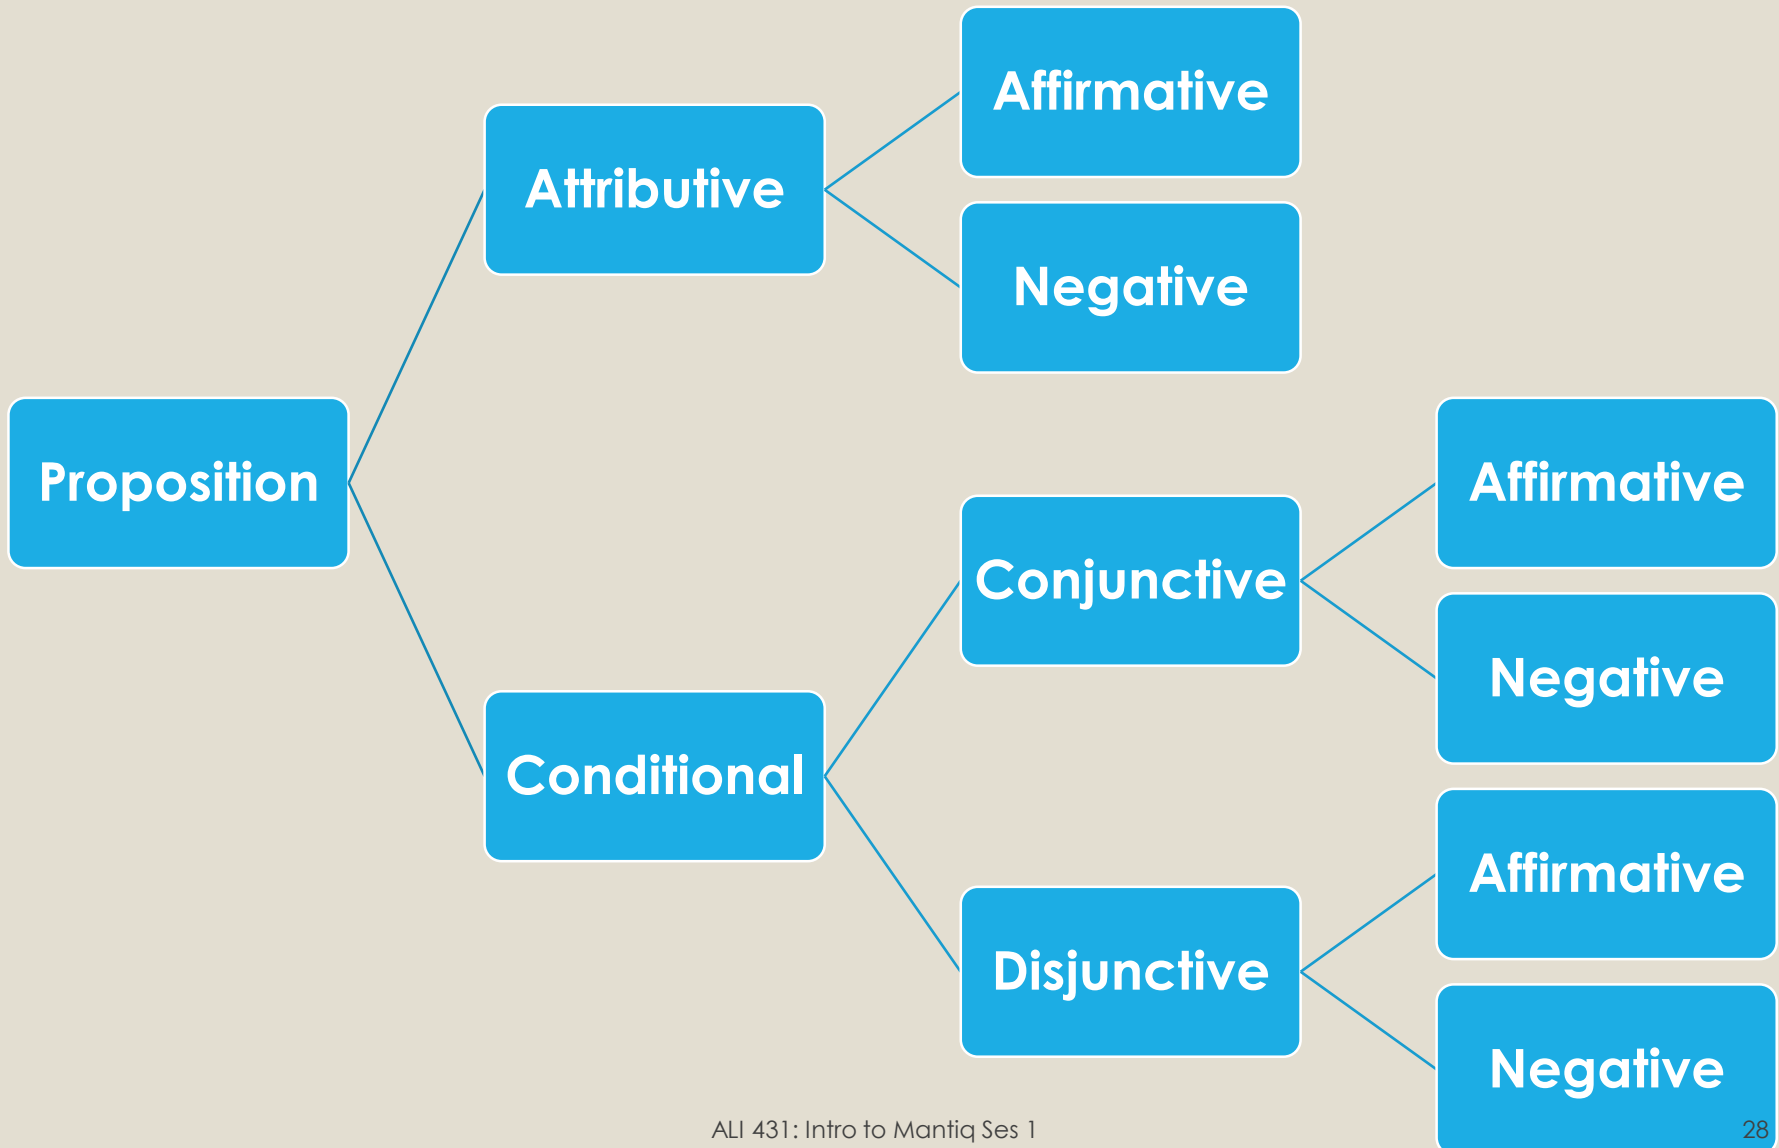 Proposition
Attributive
Affirmative
Negative
Conditional
Conjunctive
Affirmative
Negative
Disjunctive
Affirmative
Negative
ALI 431: Intro to Mantiq Ses 1
28